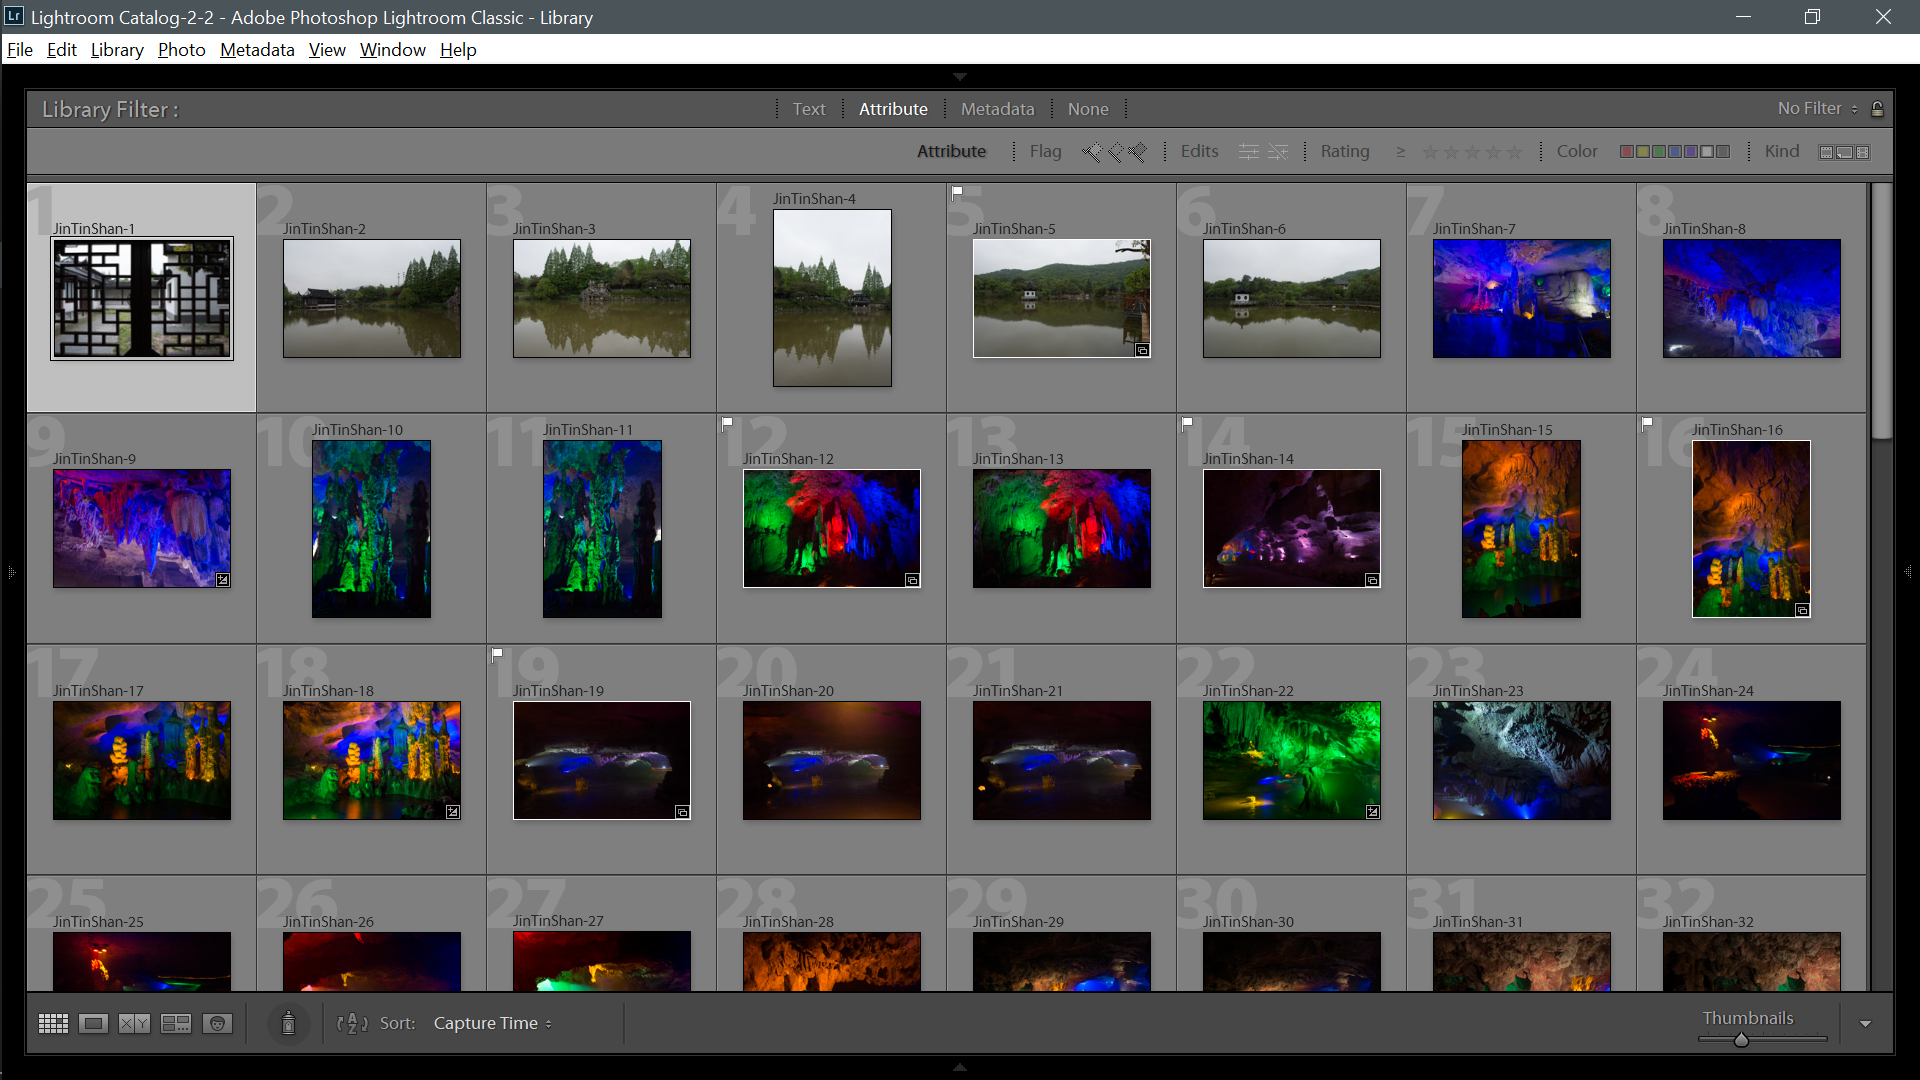 Lr Lightroom Catalog-2-2 - Adobe Photoshop Lightroom Classic - Library
File Edit Library Photo Metadata View Window Help
Library Filter : Text Attribute Metadata None No Filter
Attribute Flag Edits Rating ≥ Color Kind
1 2 3 4 5 6 7 8
JinTinShan-1 JinTinShan-2 JinTinShan-3 JinTinShan-4 JinTinShan-5 JinTinShan-6 JinTinShan-7 JinTinShan-8
9 10 11 12 13 14 15 16
JinTinShan-9 JinTinShan-10 JinTinShan-11 JinTinShan-12 JinTinShan-13 JinTinShan-14 JinTinShan-15 JinTinShan-16
17 18 19 20 21 22 23 24
JinTinShan-17 JinTinShan-18 JinTinShan-19 JinTinShan-20 JinTinShan-21 JinTinShan-22 JinTinShan-23 JinTinShan-24
25 26 27 28 29 30 31 32
JinTinShan-25 JinTinShan-26 JinTinShan-27 JinTinShan-28 JinTinShan-29 JinTinShan-30 JinTinShan-31 JinTinShan-32
X Y A Z Sort: Capture Time Thumbnails